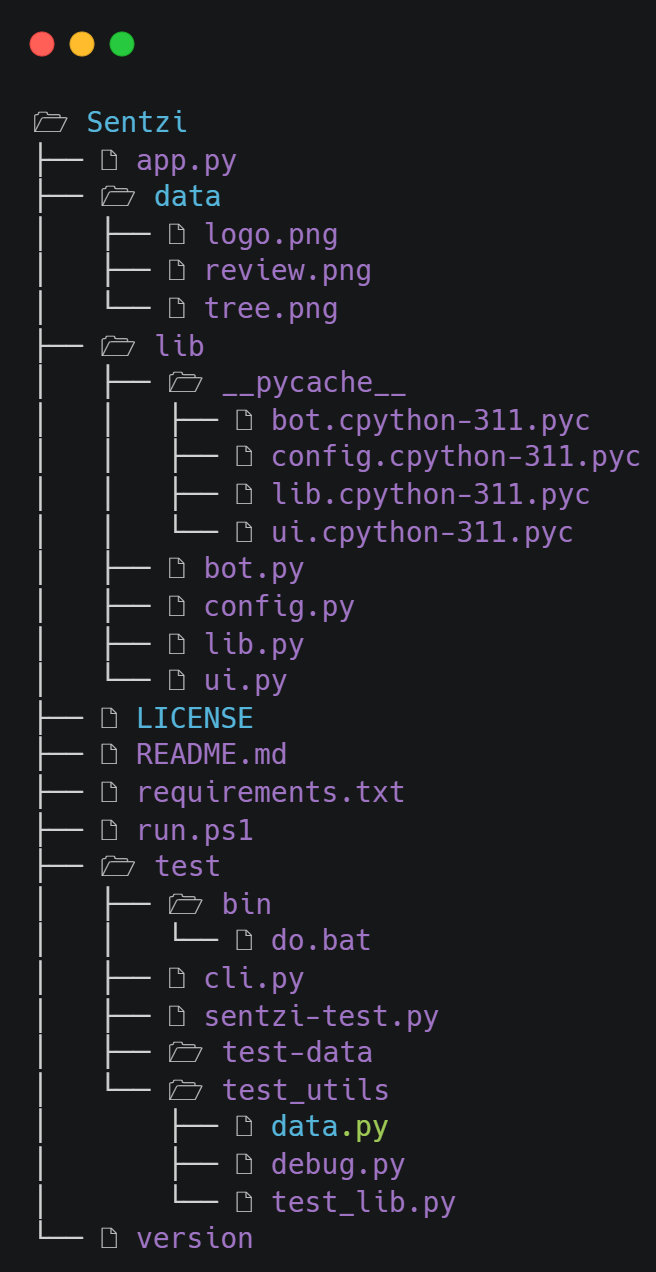 Sentzi
├── app.py
├── data
│   ├── logo.png
│   ├── review.png
│   └── tree.png
├── lib
│   ├── __pycache__
│   │   ├── bot.cpython-311.pyc
│   │   ├── config.cpython-311.pyc
│   │   ├── lib.cpython-311.pyc
│   │   └── ui.cpython-311.pyc
│   ├── bot.py
│   ├── config.py
│   ├── lib.py
│   └── ui.py
├── LICENSE
├── README.md
├── requirements.txt
├── run.ps1
├── test
│   ├── bin
│   │   └── do.bat
│   ├── cli.py
│   ├── sentzi-test.py
│   ├── test-data
│   └── test_utils
│       ├── data.py
│       ├── debug.py
│       └── test_lib.py
└── version